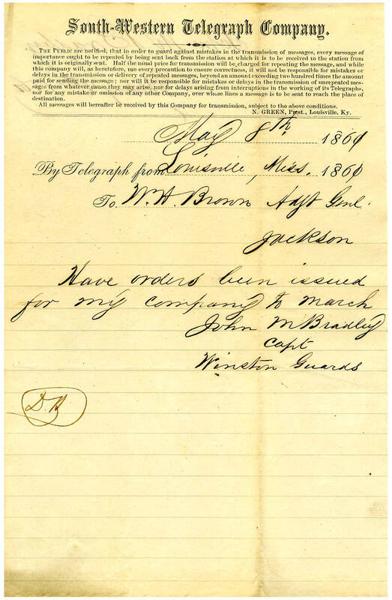 South-Western Telegraph Company.
THE PUBLIC are notified, that in order to guard against mistakes in the transmission of messages, every message of
importance ought to be repeated by being sent back from the station at which it is to be received to the station from
which it is originally sent. Half the usual price for transmission will be charged for repeating the message, and while
this company will, as heretofore, use every precaution to ensure correctness, it will not be responsible for mistakes or
delays in the transmission or delivery of repeated messages, beyond an amount exceeding two hundred times the amount
paid for sending the message; nor will it be responsible for mistakes or delays in the transmission of unrepeated mes-
sages from whatever cause they may arise, nor for delays arising from interruptions in the working of its Telegraphs,
nor for any mistake or omission of any other Company, over whose lines a message is to be sent to reach the place of
destination.
All messages will hereafter be received by this Company for transmission, subject to the above conditions.
N. GREEN, Prest., Louisville, Ky.
May 8th 1861
By Telegraph from Louisville, Miss. 1860
To W. H. Brown Adjt Genl.
Jackson
Have orders been issued
for my company to march
John M Bradley
Capt
Winston Guards
D. H